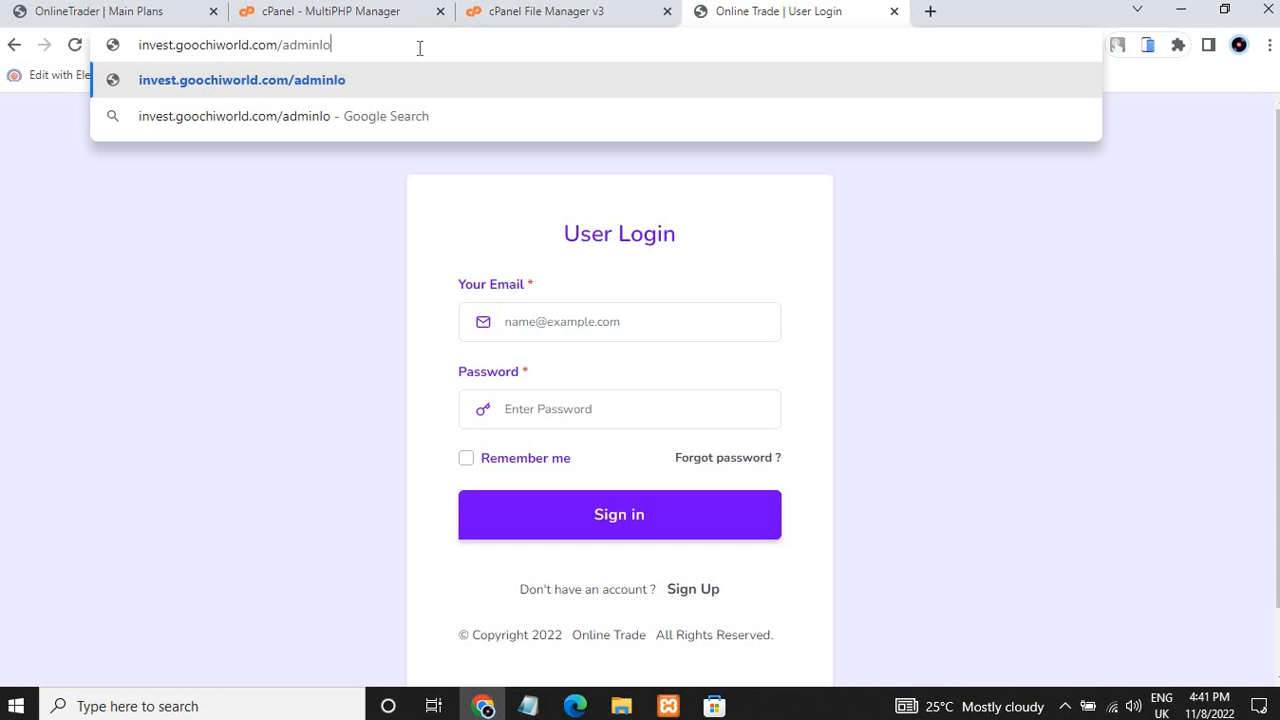 OnlineTrader | Main Plans
cPanel - MultiPHP Manager
cPanel File Manager v3
Online Trade | User Login
invest.goochiworld.com/adminlo
Edit with Ele
invest.goochiworld.com/adminlo
invest.goochiworld.com/adminlo - Google Search
User Login
Your Email *
name@example.com
Password *
Enter Password
Remember me
Forgot password ?
Sign in
Don't have an account ? Sign Up
© Copyright 2022 Online Trade All Rights Reserved.
Type here to search
25°C Mostly cloudy
ENG
UK
4:41 PM
11/8/2022